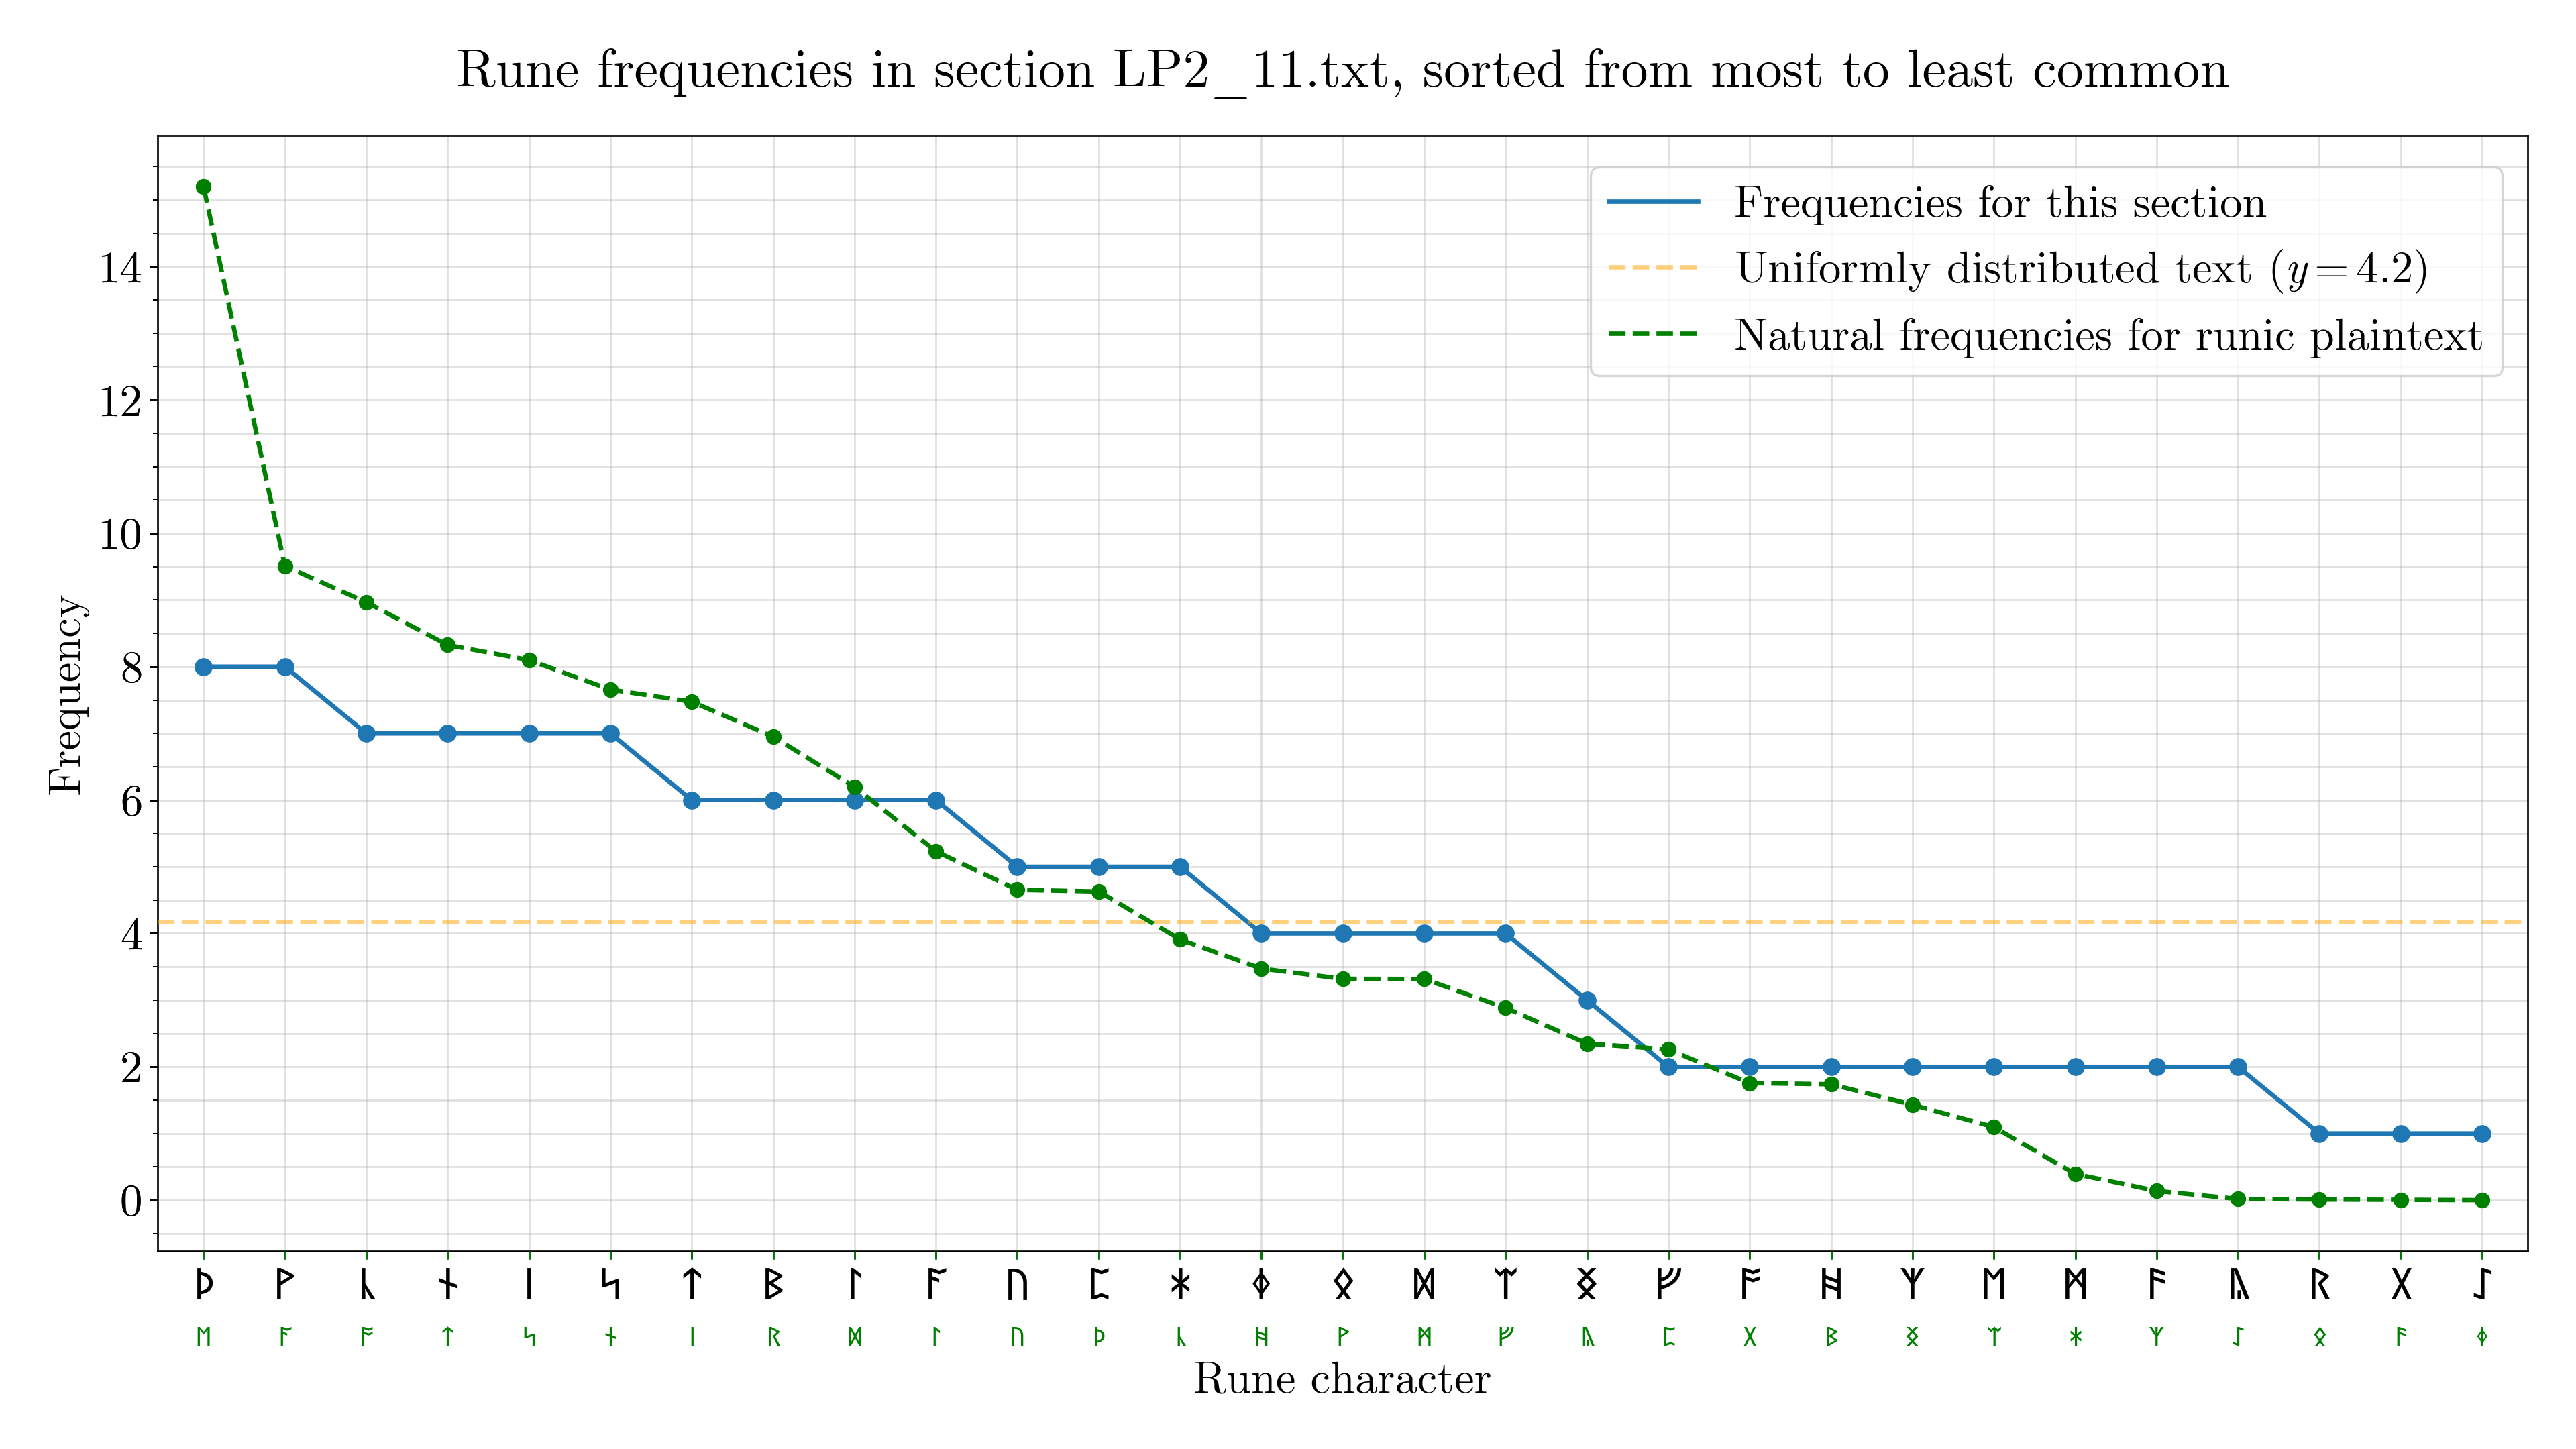 Rune frequencies in section LP2_11.txt, sorted from most to least common
Frequencies for this section
Uniformly distributed text (y = 4.2)
Natural frequencies for runic plaintext
Frequency
14
12
10
8
6
4
2
0
ᚦ ᚹ ᚳ ᚾ ᛁ ᛋ ᛏ ᛒ ᛚ ᚪ ᚢ ᛈ ᛡ ᛄ ᛟ ᛞ ᛠ ᛝ ᚠ ᚩ ᚻ ᛉ ᛖ ᛗ ᚫ ᚣ ᚱ ᚷ ᛇ
ᛖ ᚪ ᚩ ᛏ ᛋ ᚾ ᛁ ᚱ ᛞ ᛚ ᚢ ᚦ ᚳ ᚻ ᚹ ᛗ ᚠ ᚣ ᛈ ᚷ ᛒ ᛝ ᛠ ᛡ ᛉ ᛇ ᛟ ᚫ ᛄ
Rune character